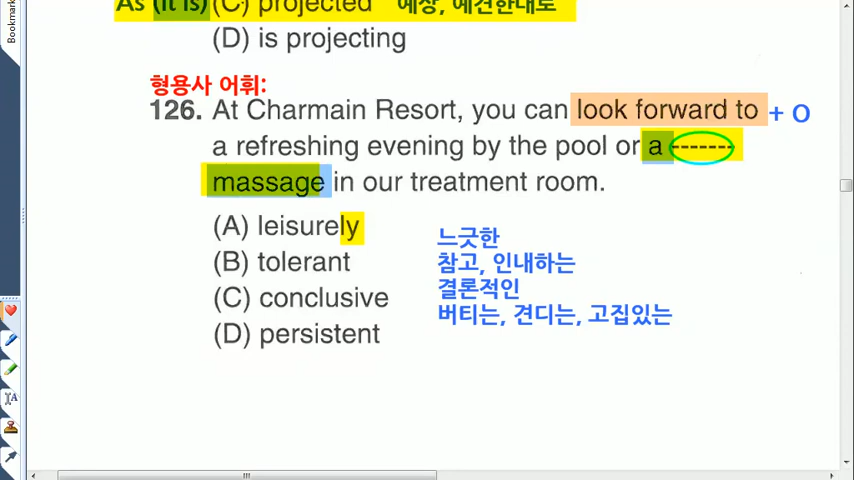 Bookmark
As (it is) (C) projected 예상, 예견한대로
(D) is projecting
형용사 어휘:
126. At Charmain Resort, you can look forward to + O
a refreshing evening by the pool or a -------
massage in our treatment room.
(A) leisurely 느긋한
(B) tolerant 참고, 인내하는
(C) conclusive 결론적인
(D) persistent 버티는, 견디는, 고집있는